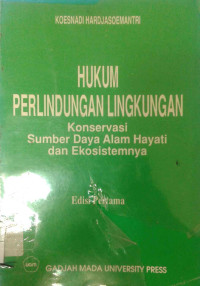 KOESNADI HARDJASOEMANTRI
HUKUM
PERLINDUNGAN LINGKUNGAN
Konservasi
Sumber Daya Alam Hayati
dan Ekosistemnya
Edisi Pertama
GADJAH MADA UNIVERSITY PRESS